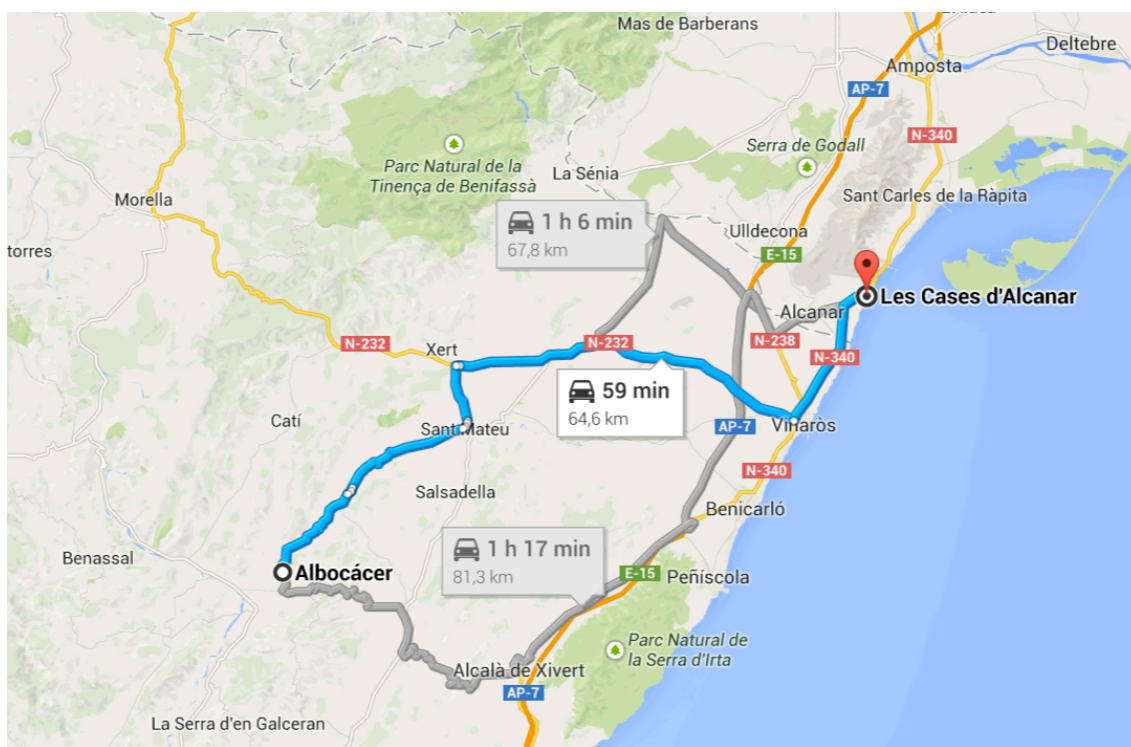 Mas de Barberans
Deltebre
Amposta
AP-7
N-340
Parc Natural de la
Tinença de Benifassà
La Sénia
Serra de Godall
Morella
Sant Carles de la Ràpita
1 h 6 min
67,8 km
Ulldecona
torres
E-15
Les Cases d'Alcanar
Alcanar
N-232
Xert
N-232
N-238
N-340
59 min
64,6 km
Catí
Sant Mateu
AP-7
Vinaròs
N-340
Salsadella
Benicarló
1 h 17 min
81,3 km
Benassal
Albocácer
E-15
Peñíscola
Parc Natural de
la Serra d'Irta
Alcalà de Xivert
AP-7
La Serra d'en Galceran